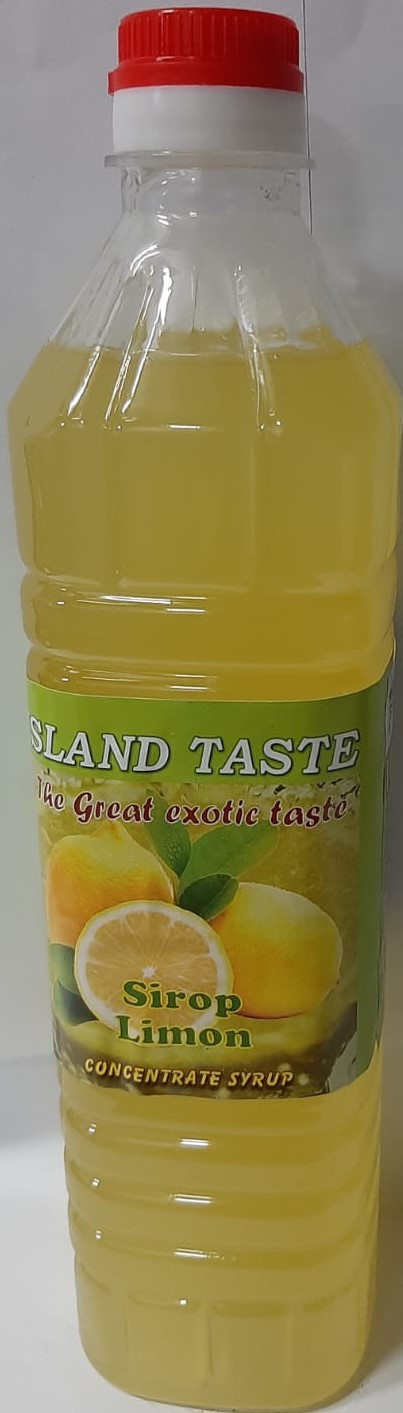 SLAND TASTE
The Great exotic taste
Sirop
Limon
CONCENTRATE SYRUP